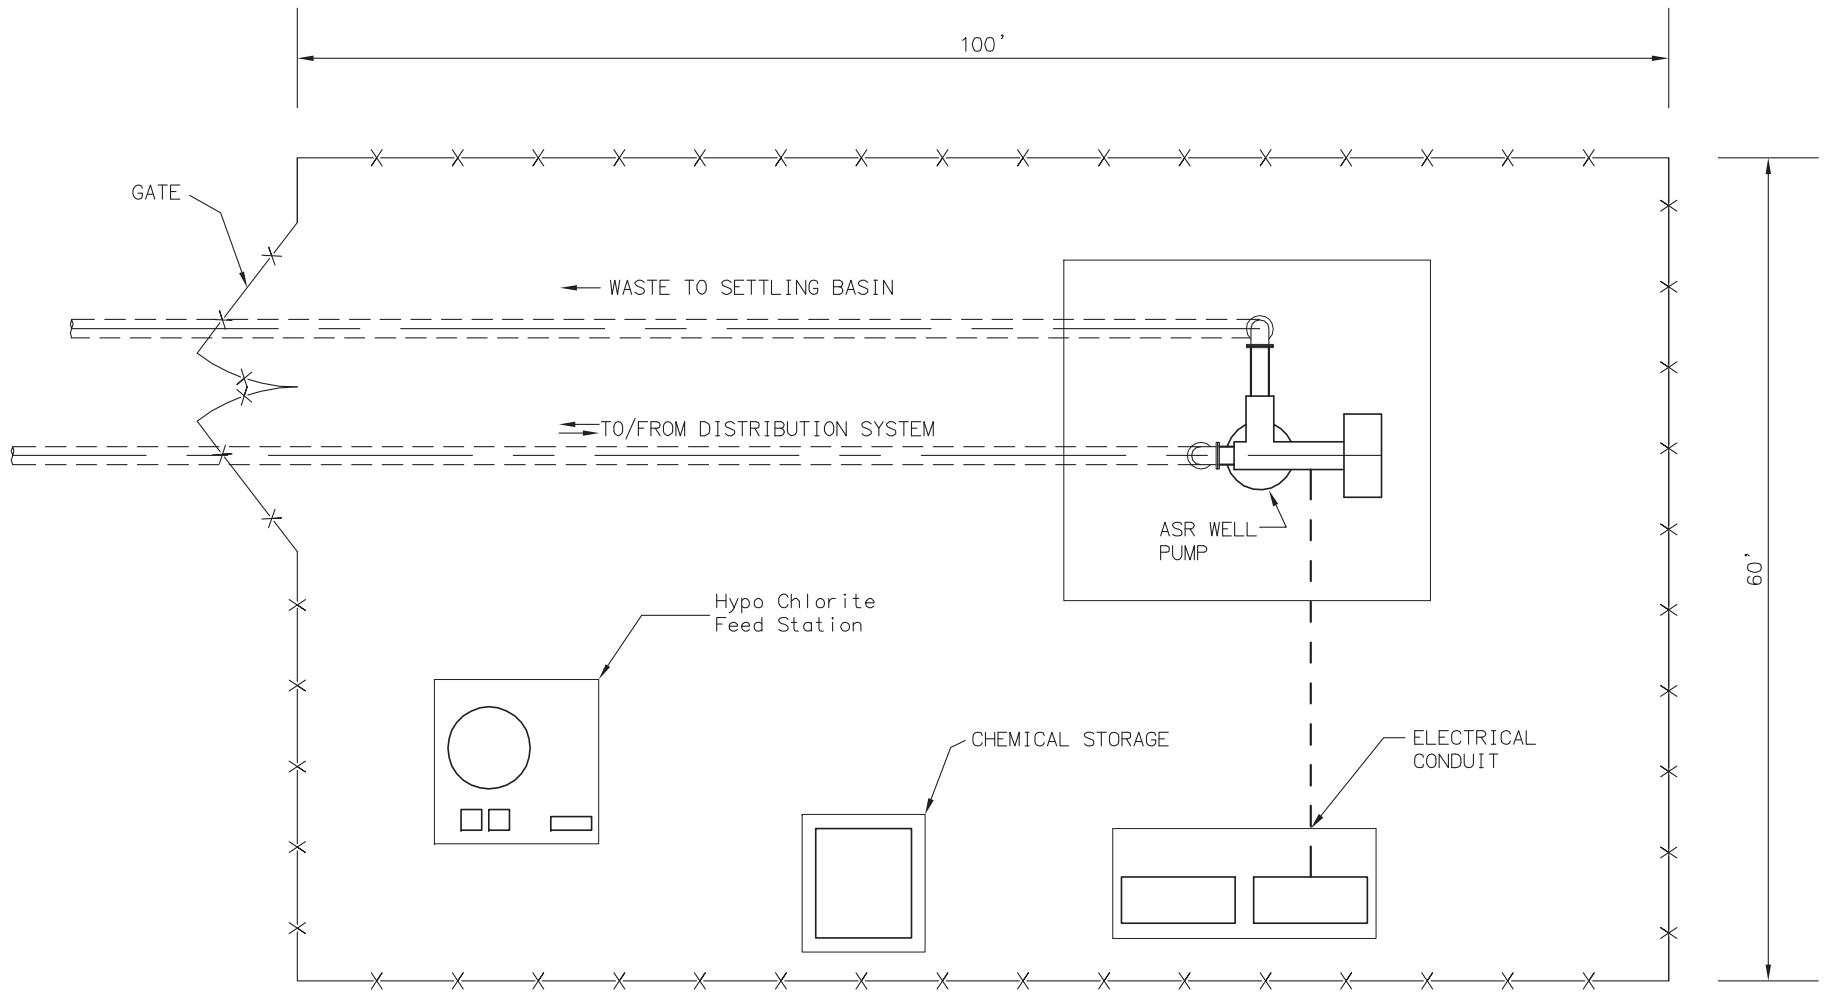 100'
GATE
WASTE TO SETTLING BASIN
TO/FROM DISTRIBUTION SYSTEM
ASR WELL
PUMP
60'
Hypo Chlorite
Feed Station
CHEMICAL STORAGE
ELECTRICAL
CONDUIT